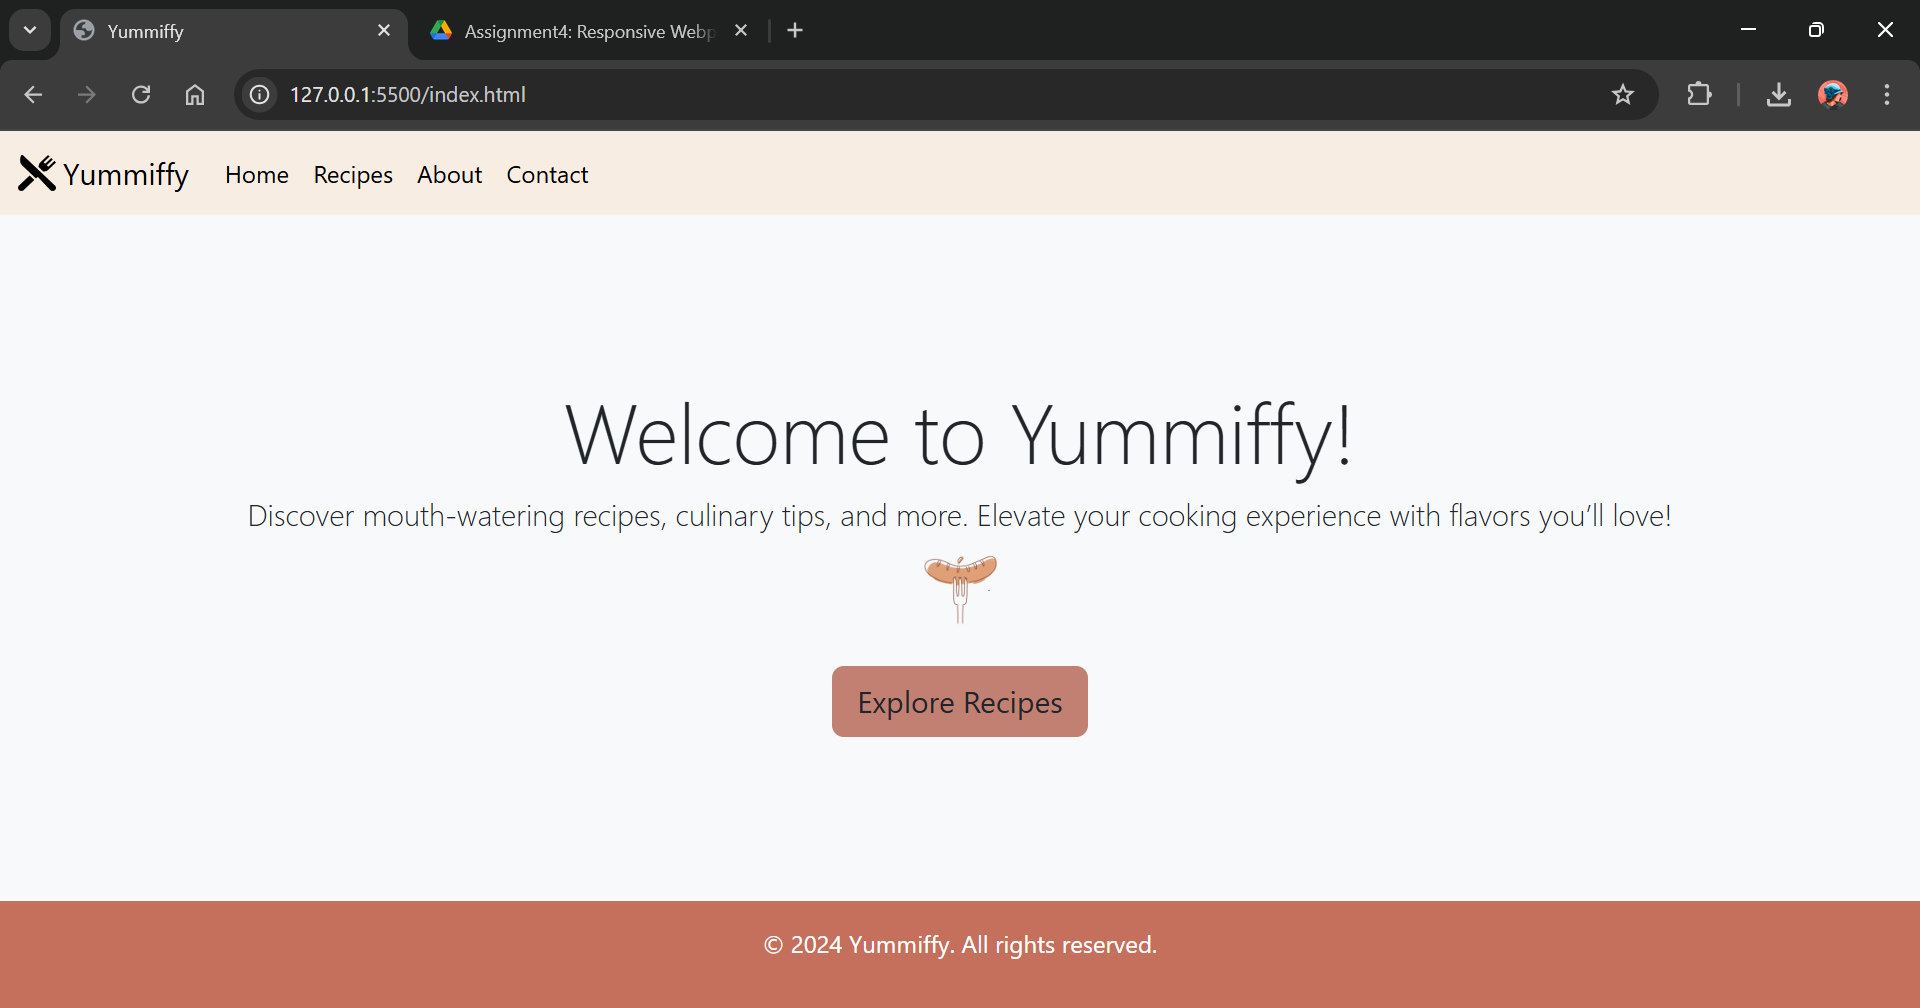 Yummiffy
Assignment4: Responsive Webp
127.0.0.1:5500/index.html
Yummiffy Home Recipes About Contact
Welcome to Yummiffy!
Discover mouth-watering recipes, culinary tips, and more. Elevate your cooking experience with flavors you’ll love!
Explore Recipes
© 2024 Yummiffy. All rights reserved.